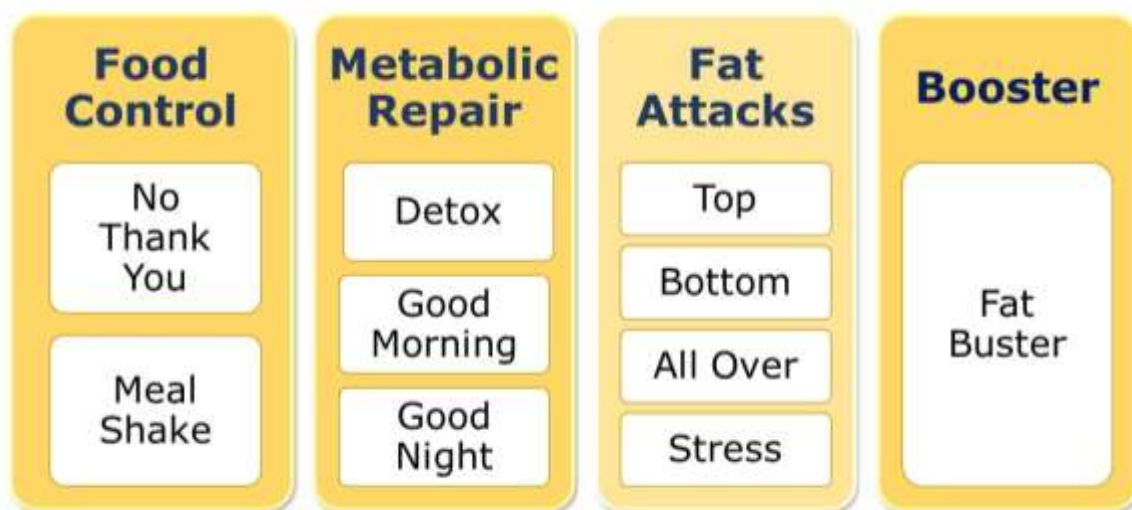 Food
Control
No
Thank
You
Meal
Shake
Metabolic
Repair
Detox
Good
Morning
Good
Night
Fat
Attacks
Top
Bottom
All Over
Stress
Booster
Fat
Buster